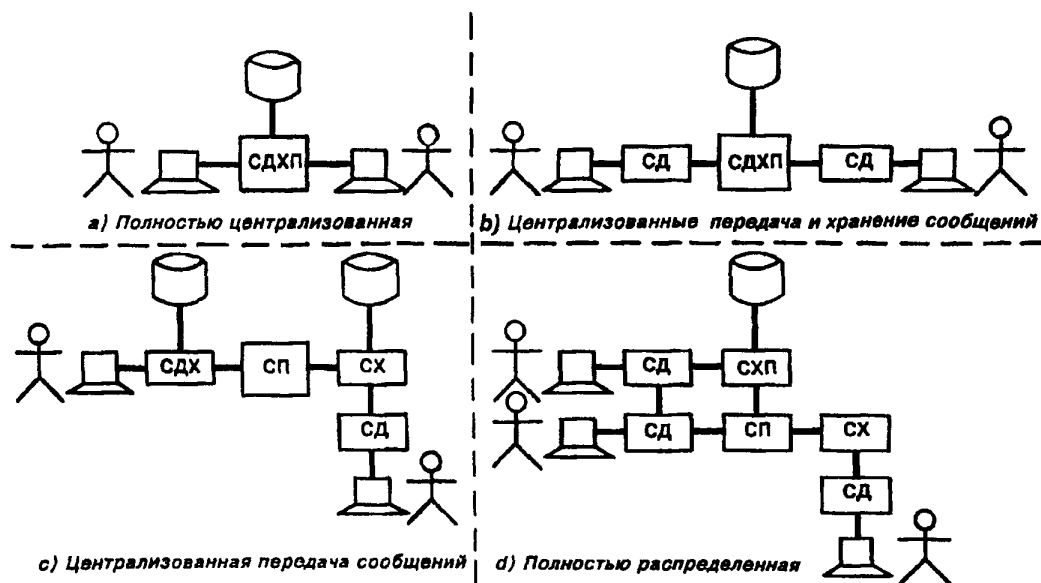 СДХП
а) Полностью централизованная
СД СДХП СД
b) Централизованные передача и хранение сообщений
СДХ СП СХ
СД
c) Централизованная передача сообщений
СД СХП
СД СП СХ
СД
d) Полностью распределенная